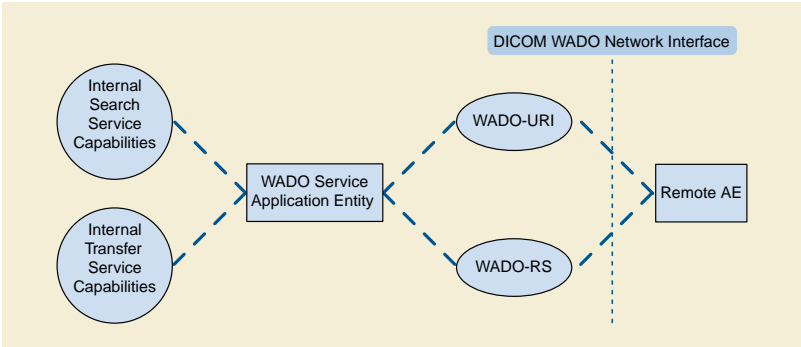 DICOM WADO Network Interface
Internal
Search
Service
Capabilities
WADO-URI
WADO Service
Application Entity
Remote AE
Internal
Transfer
Service
Capabilities
WADO-RS